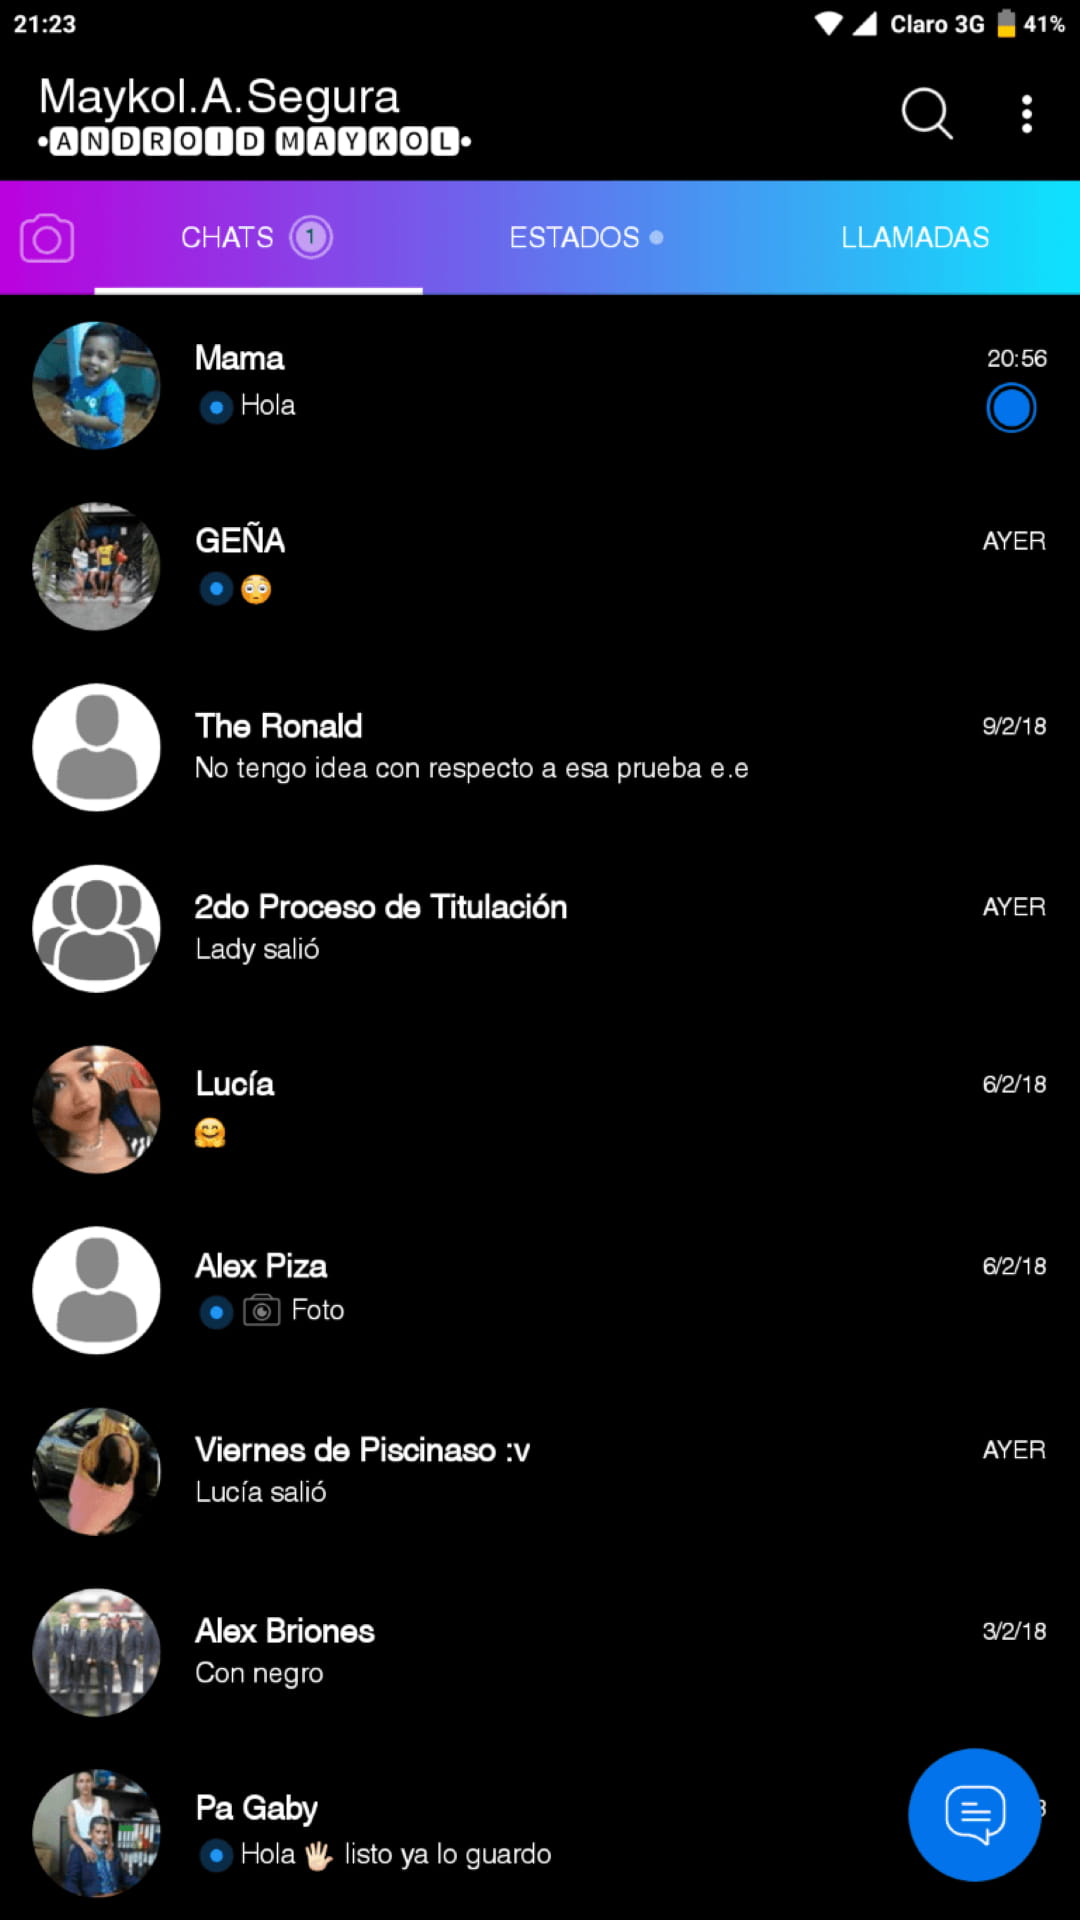 21:23 Claro 3G 41%
Maykol.A.Segura
•ANDROID MAYKOL•
CHATS 1 ESTADOS LLAMADAS
Mama 20:56
Hola
GEÑA AYER
😳
The Ronald 9/2/18
No tengo idea con respecto a esa prueba e.e
2do Proceso de Titulación AYER
Lady salió
Lucía 6/2/18
🤗
Alex Piza 6/2/18
Foto
Viernes de Piscinaso :v AYER
Lucía salió
Alex Briones 3/2/18
Con negro
Pa Gaby
Hola 🖐🏻 listo ya lo guardo